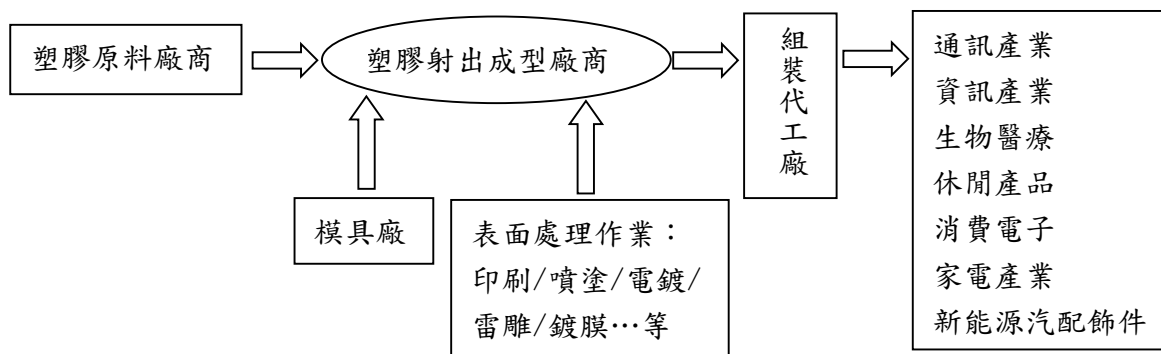 塑膠原料廠商
塑膠射出成型廠商
組裝代工廠
通訊產業
資訊產業
生物醫療
休閒產品
消費電子
家電產業
新能源汽配飾件
模具廠
表面處理作業：
印刷/噴塗/電鍍/
雷雕/鍍膜…等